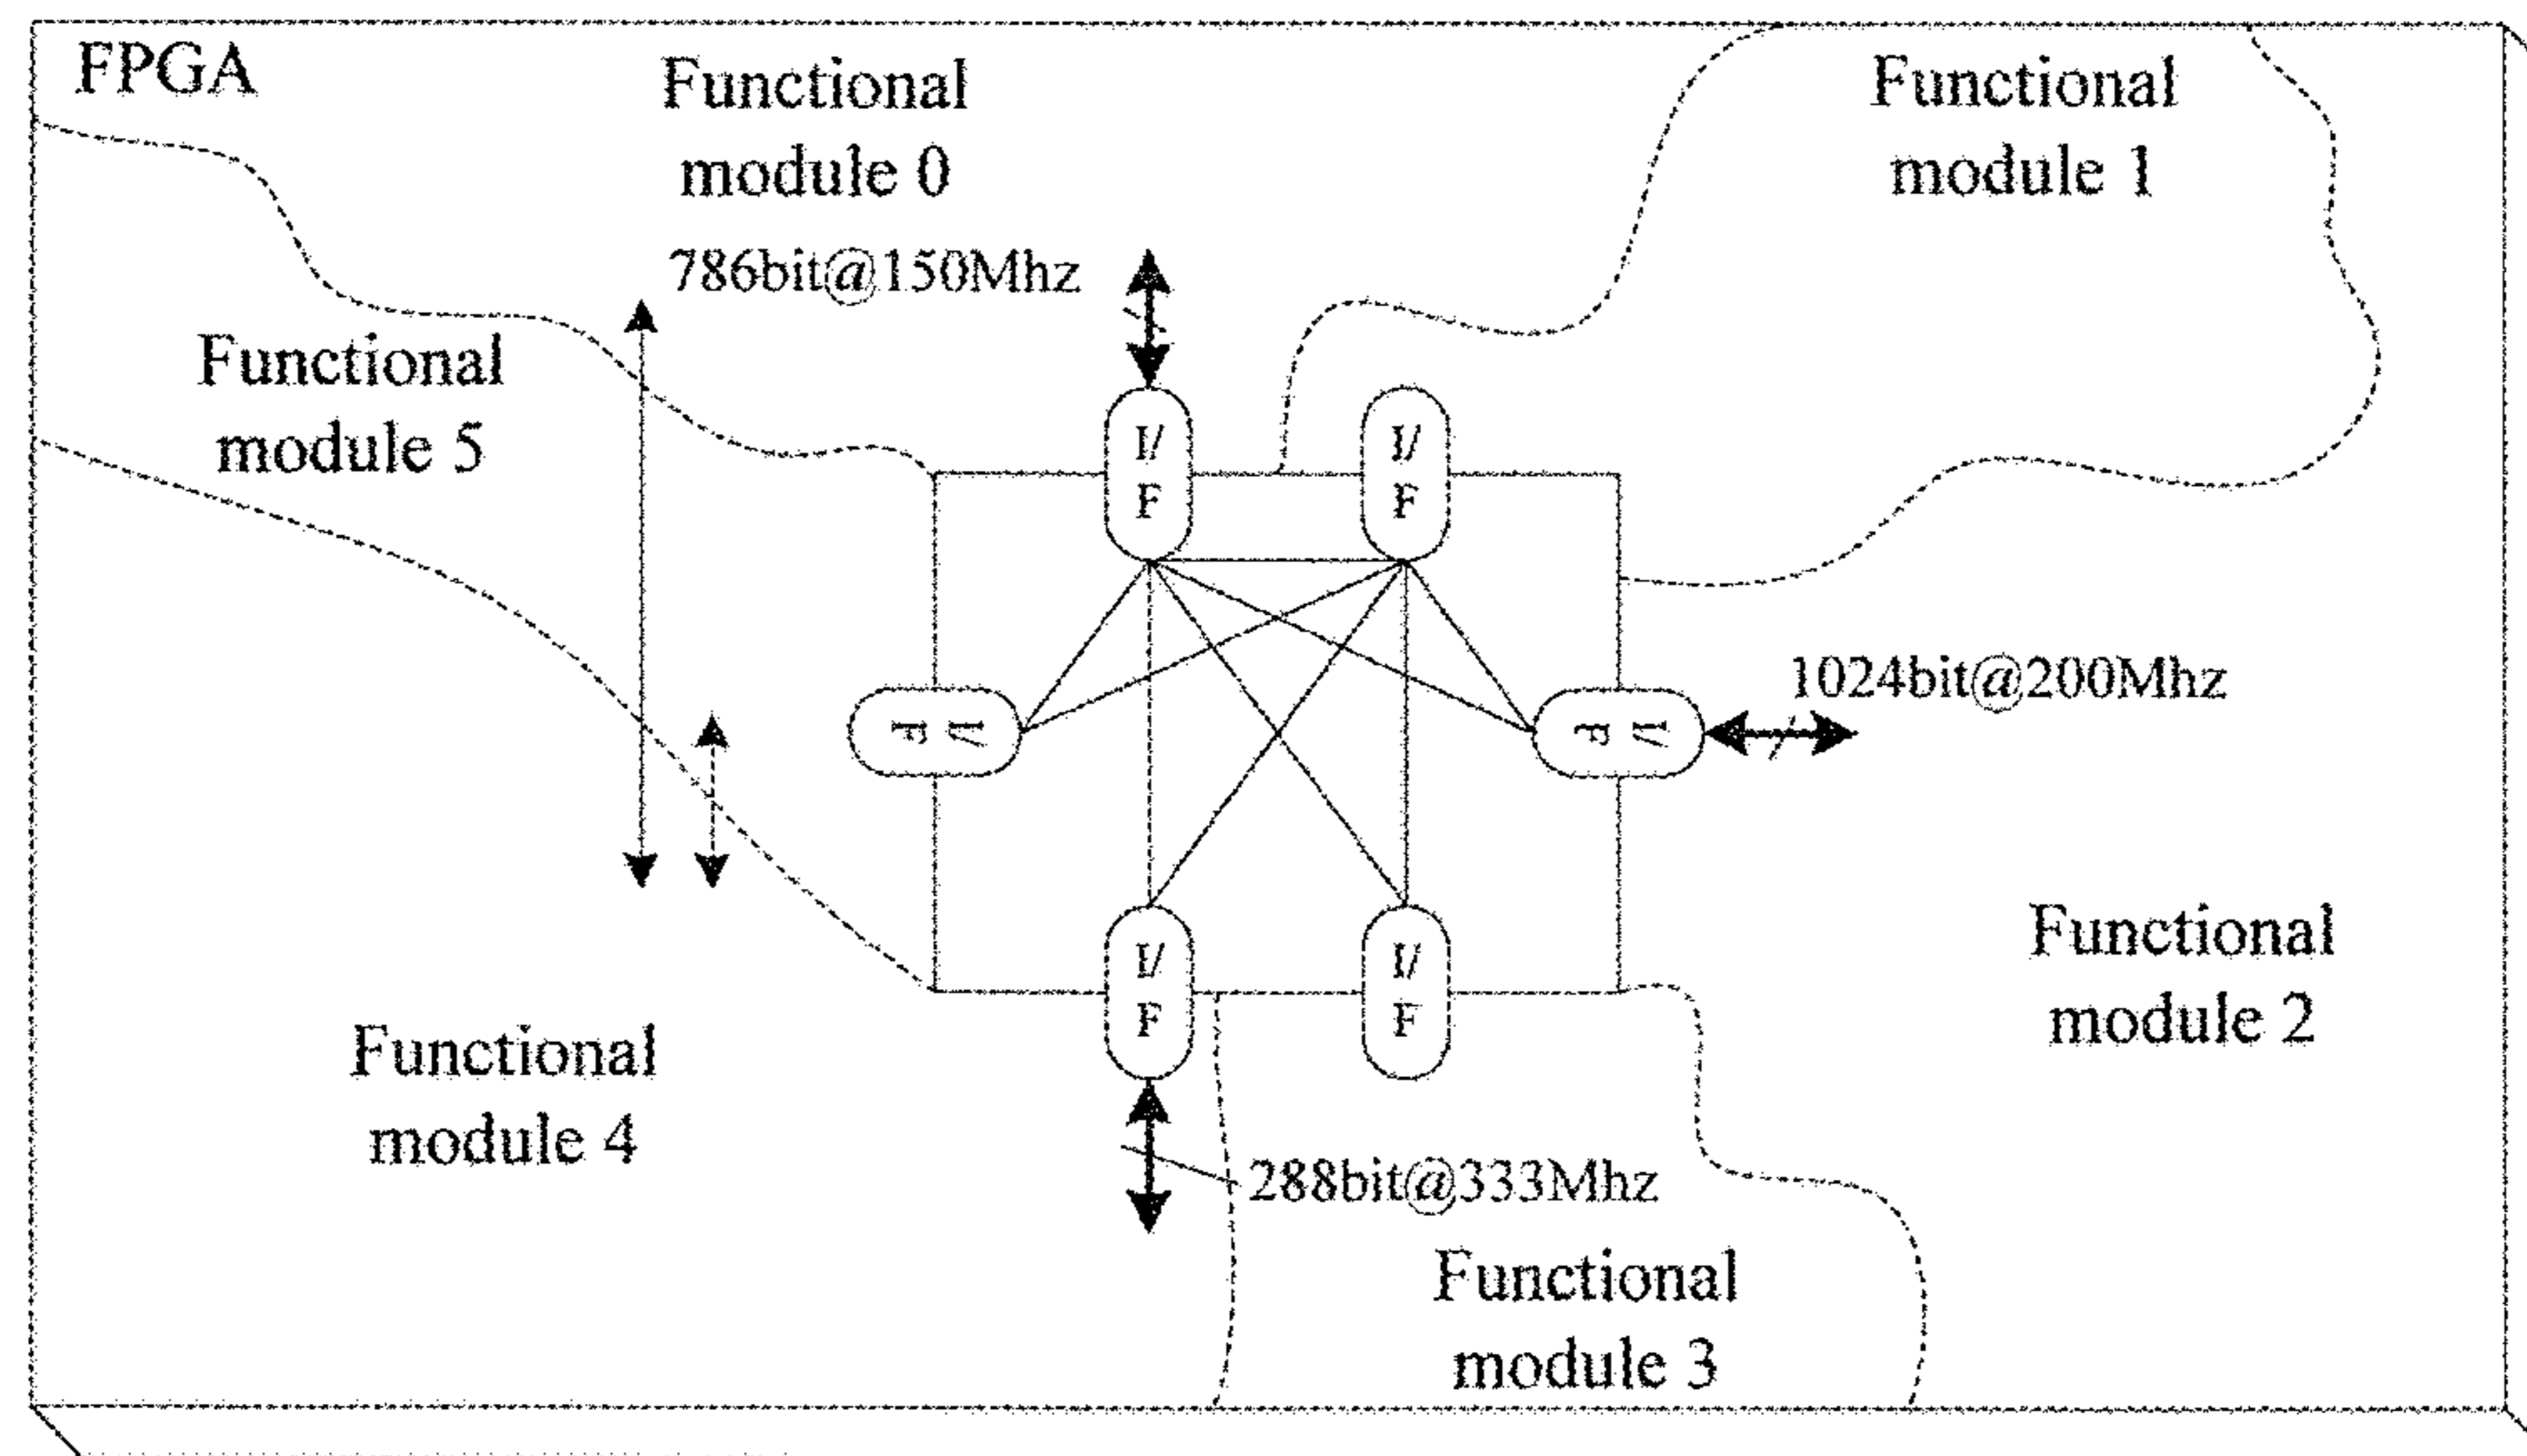 FPGA
Functional
module 0
Functional
module 1
786bit@150Mhz
Functional
module 5
I/
F
I/
F
1024bit@200Mhz
I/
F
I/
F
Functional
module 2
I/
F
I/
F
Functional
module 4
288bit@333Mhz
Functional
module 3